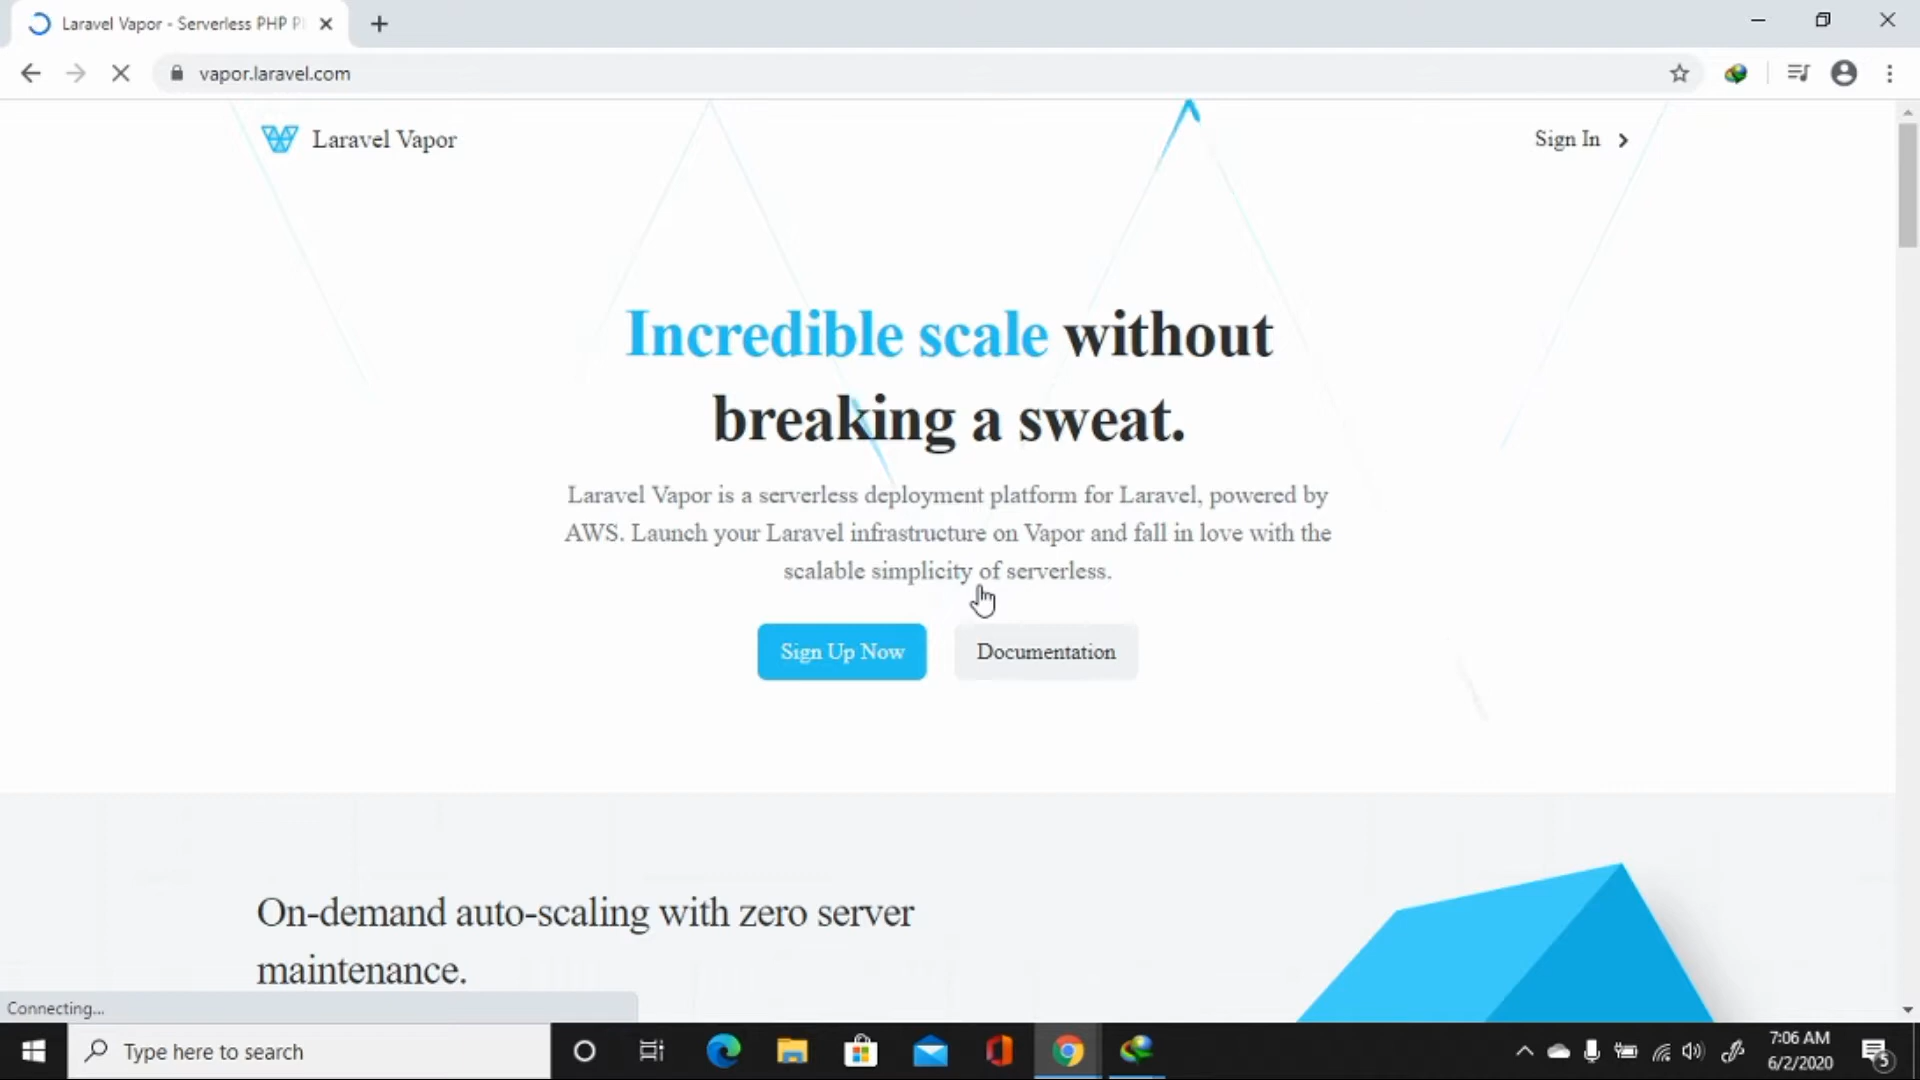 Laravel Vapor - Serverless PHP P
vapor.laravel.com
Laravel Vapor
Sign In
Incredible scale without
breaking a sweat.
Laravel Vapor is a serverless deployment platform for Laravel, powered by
AWS. Launch your Laravel infrastructure on Vapor and fall in love with the
scalable simplicity of serverless.
Sign Up Now
Documentation
On-demand auto-scaling with zero server
maintenance.
Connecting...
Type here to search
7:06 AM
6/2/2020
5